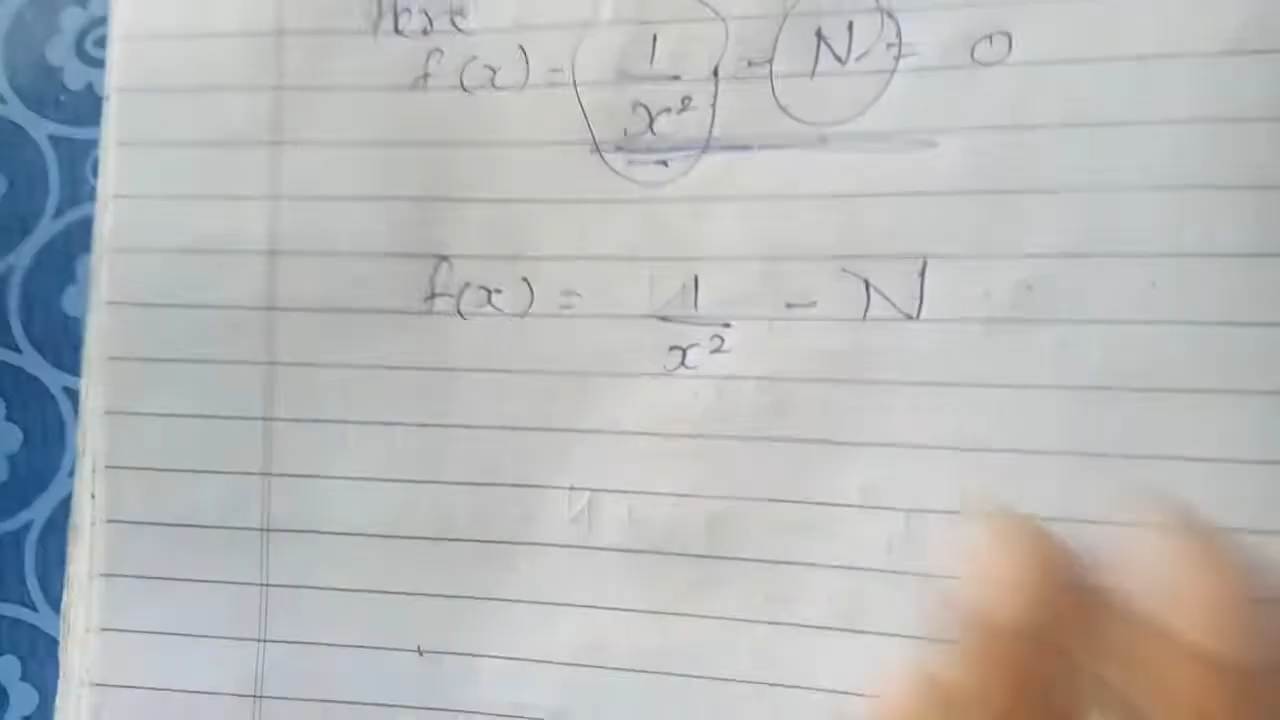 f(x) = 1/x² - N = 0
f(x) = 1/x² - N